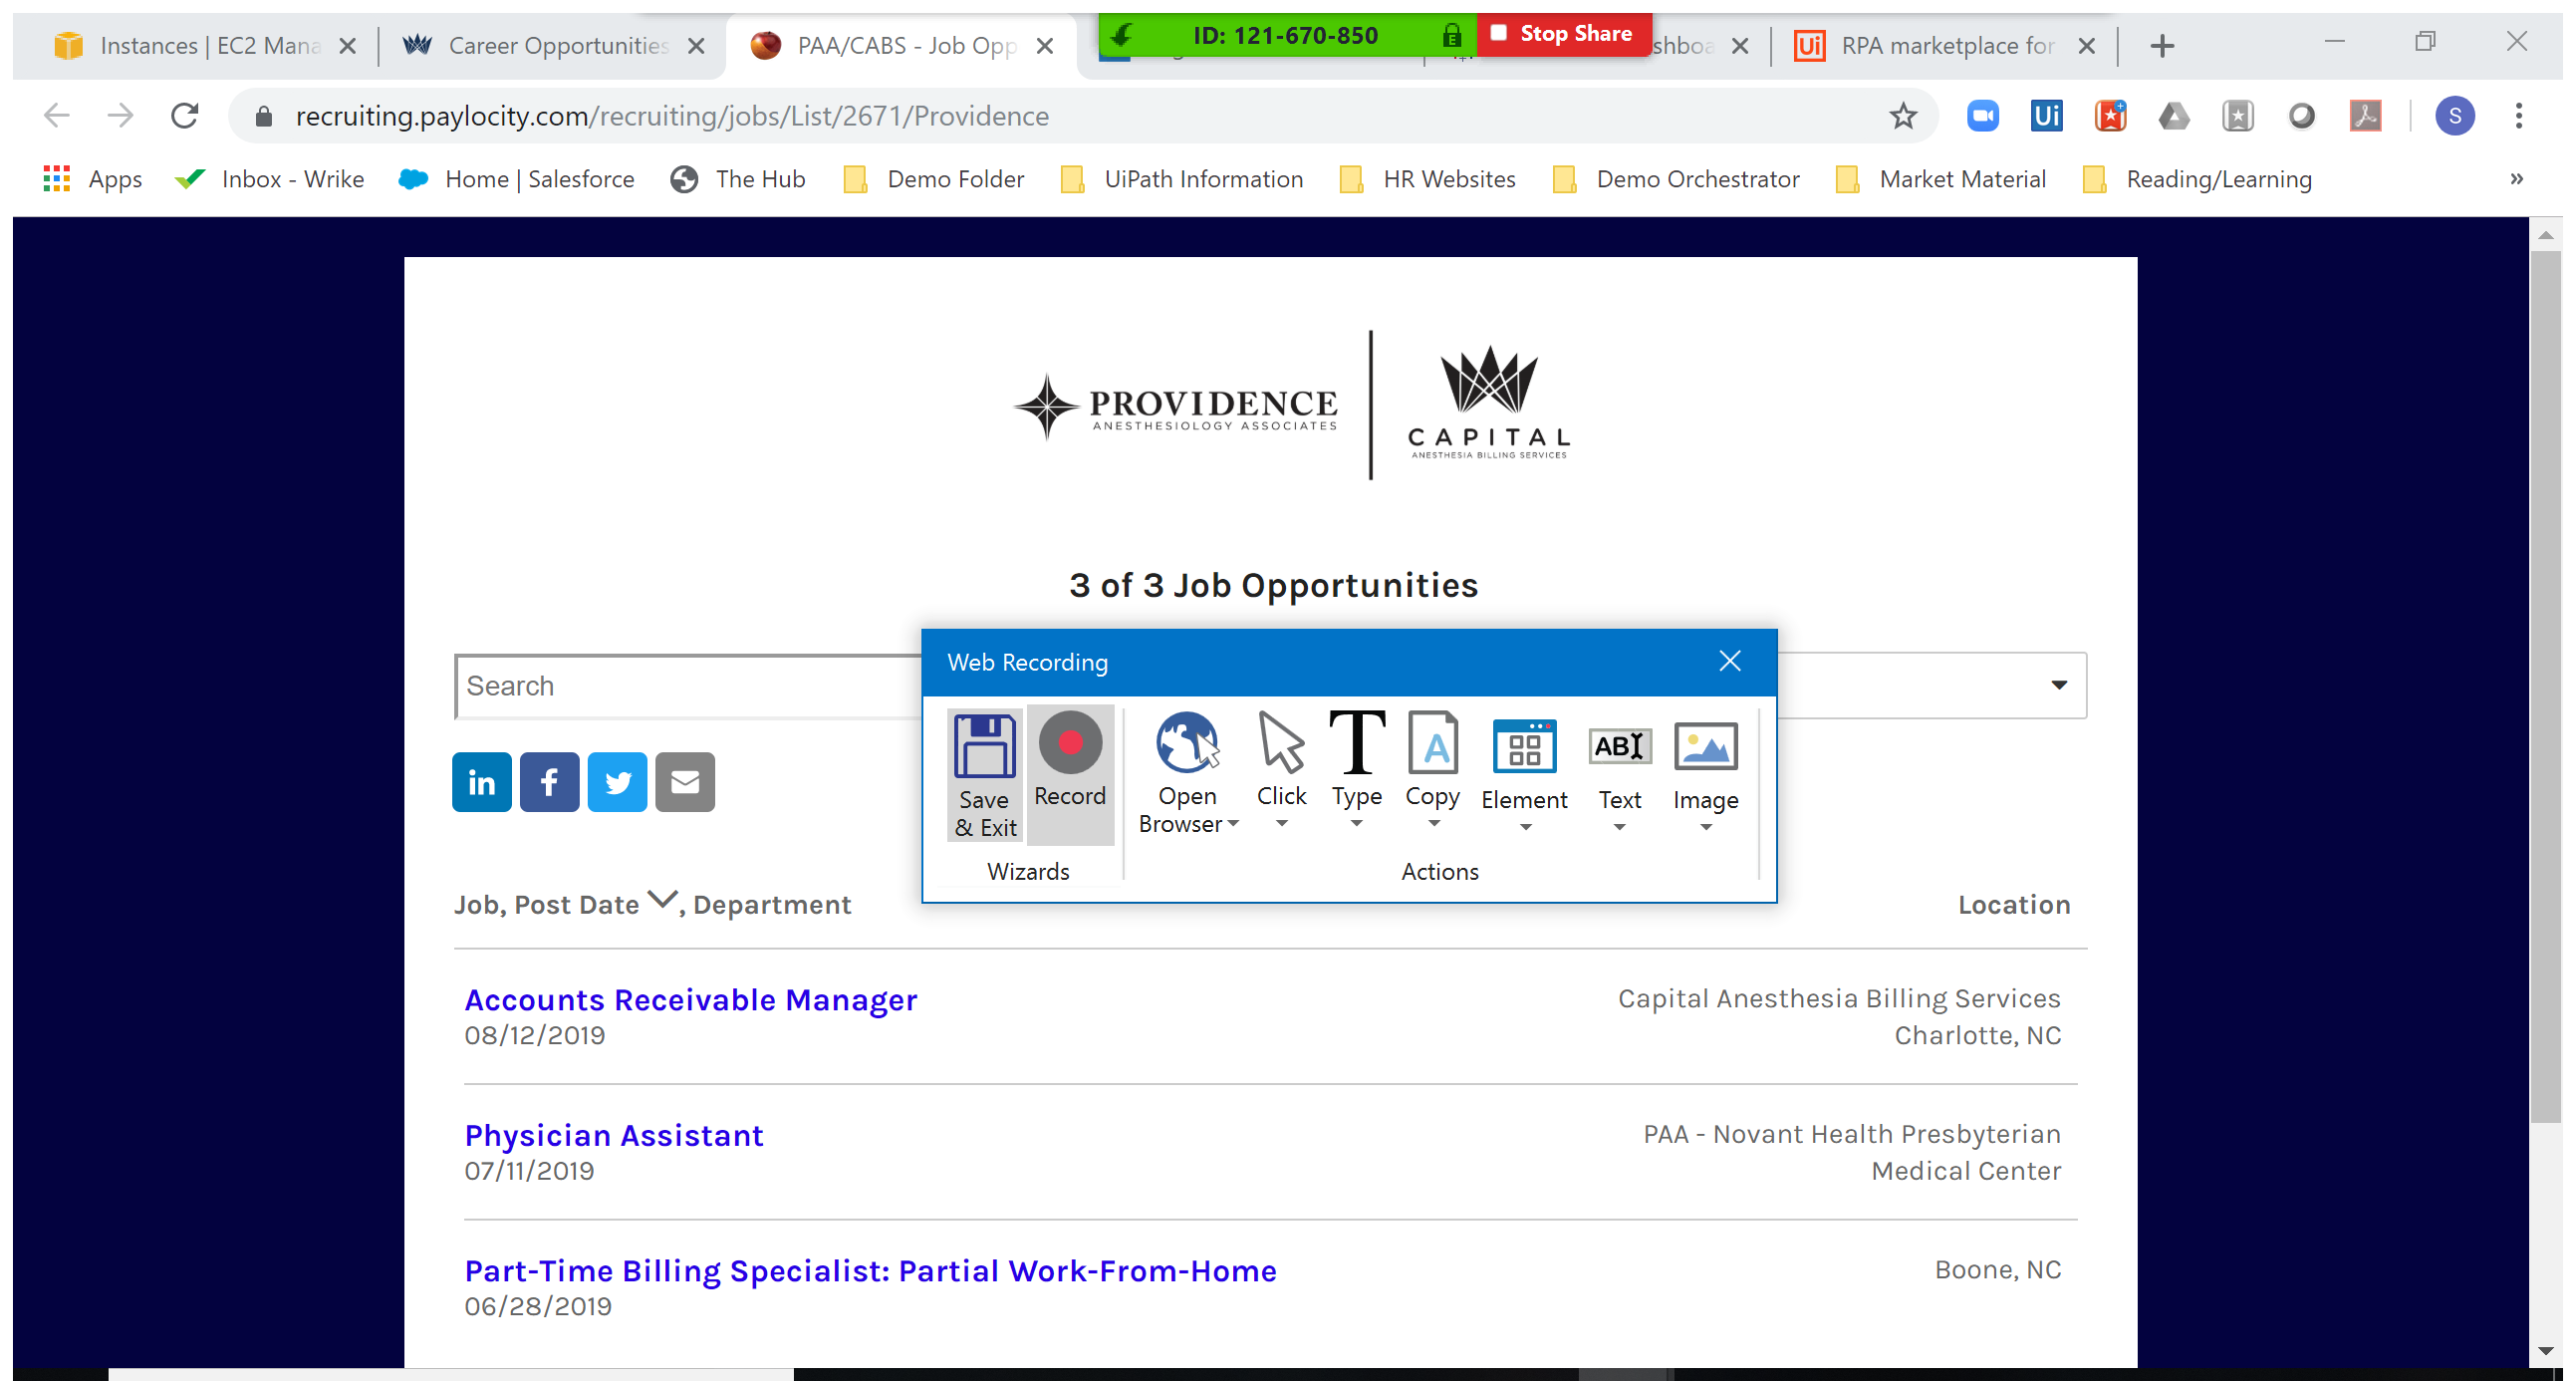 Instances | EC2 Mana
Career Opportunities
PAA/CABS - Job Opp
ID: 121-670-850
Stop Share
shboa
RPA marketplace for
recruiting.paylocity.com/recruiting/jobs/List/2671/Providence
Ui
S
Apps
Inbox - Wrike
Home | Salesforce
The Hub
Demo Folder
UiPath Information
HR Websites
Demo Orchestrator
Market Material
Reading/Learning
»
PROVIDENCE
ANESTHESIOLOGY ASSOCIATES
CAPITAL
ANESTHESIA BILLING SERVICES
3 of 3 Job Opportunities
Search
Web Recording
Save & Exit
Record
Open Browser
Click
Type
Copy
Element
Text
Image
Wizards
Actions
Job, Post Date , Department
Location
Accounts Receivable Manager
Capital Anesthesia Billing Services
08/12/2019
Charlotte, NC
Physician Assistant
PAA - Novant Health Presbyterian
07/11/2019
Medical Center
Part-Time Billing Specialist: Partial Work-From-Home
Boone, NC
06/28/2019